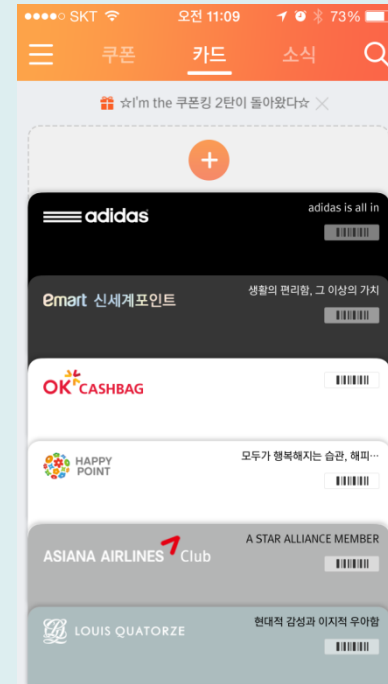 SKT 오전 11:09 73%
쿠폰 카드 소식
☆I'm the 쿠폰킹 2탄이 돌아왔다☆
adidas
adidas is all in
emart 신세계포인트
생활의 편리함, 그 이상의 가치
OK CASHBAG
HAPPY
POINT
모두가 행복해지는 습관, 해피…
ASIANA AIRLINES Club
A STAR ALLIANCE MEMBER
LOUIS QUATORZE
현대적 감성과 이지적 우아함